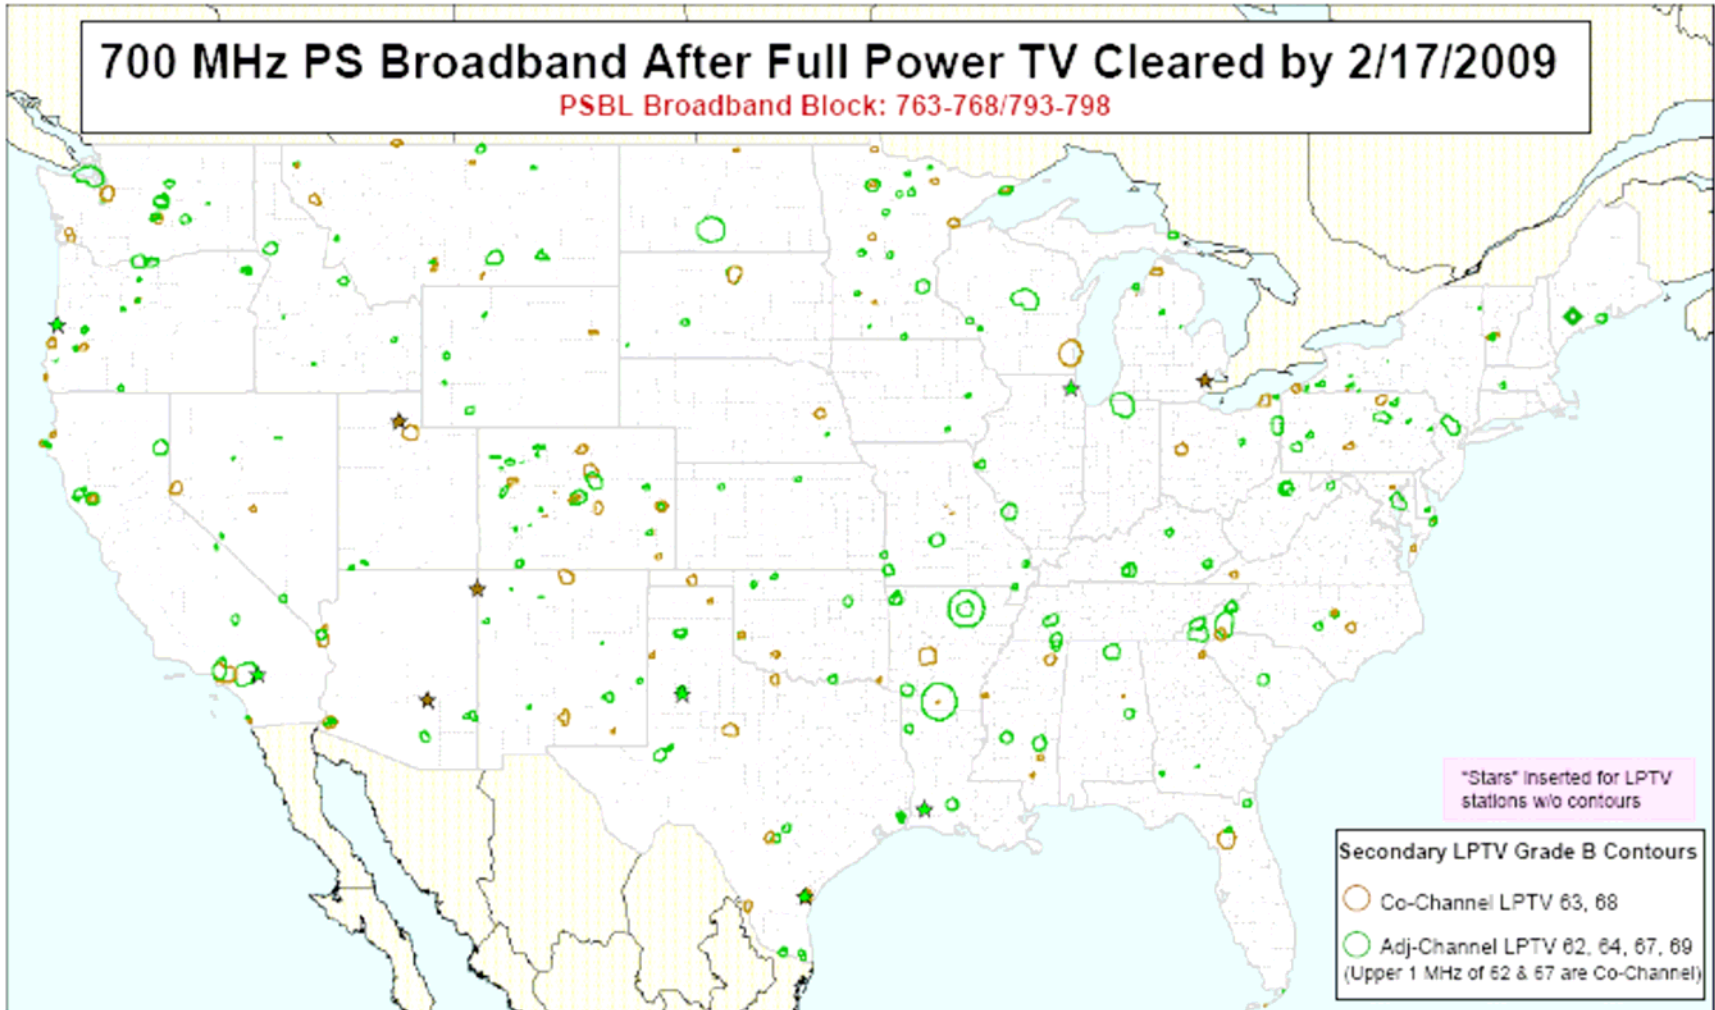 700 MHz PS Broadband After Full Power TV Cleared by 2/17/2009
PSBL Broadband Block: 763-768/793-798
"Stars" Inserted for LPTV
stations w/o contours
Secondary LPTV Grade B Contours
Co-Channel LPTV 63, 68
Adj-Channel LPTV 62, 64, 67, 69
(Upper 1 MHz of 62 & 67 are Co-Channel)